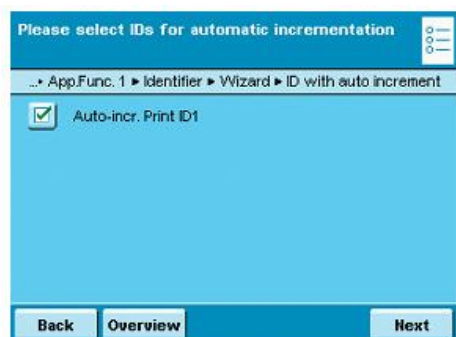 Please select IDs for automatic incrementation
...▸ App.Func. 1 ▸ Identifier ▸ Wizard ▸ ID with auto increment
Auto-incr. Print ID1
Back Overview Next